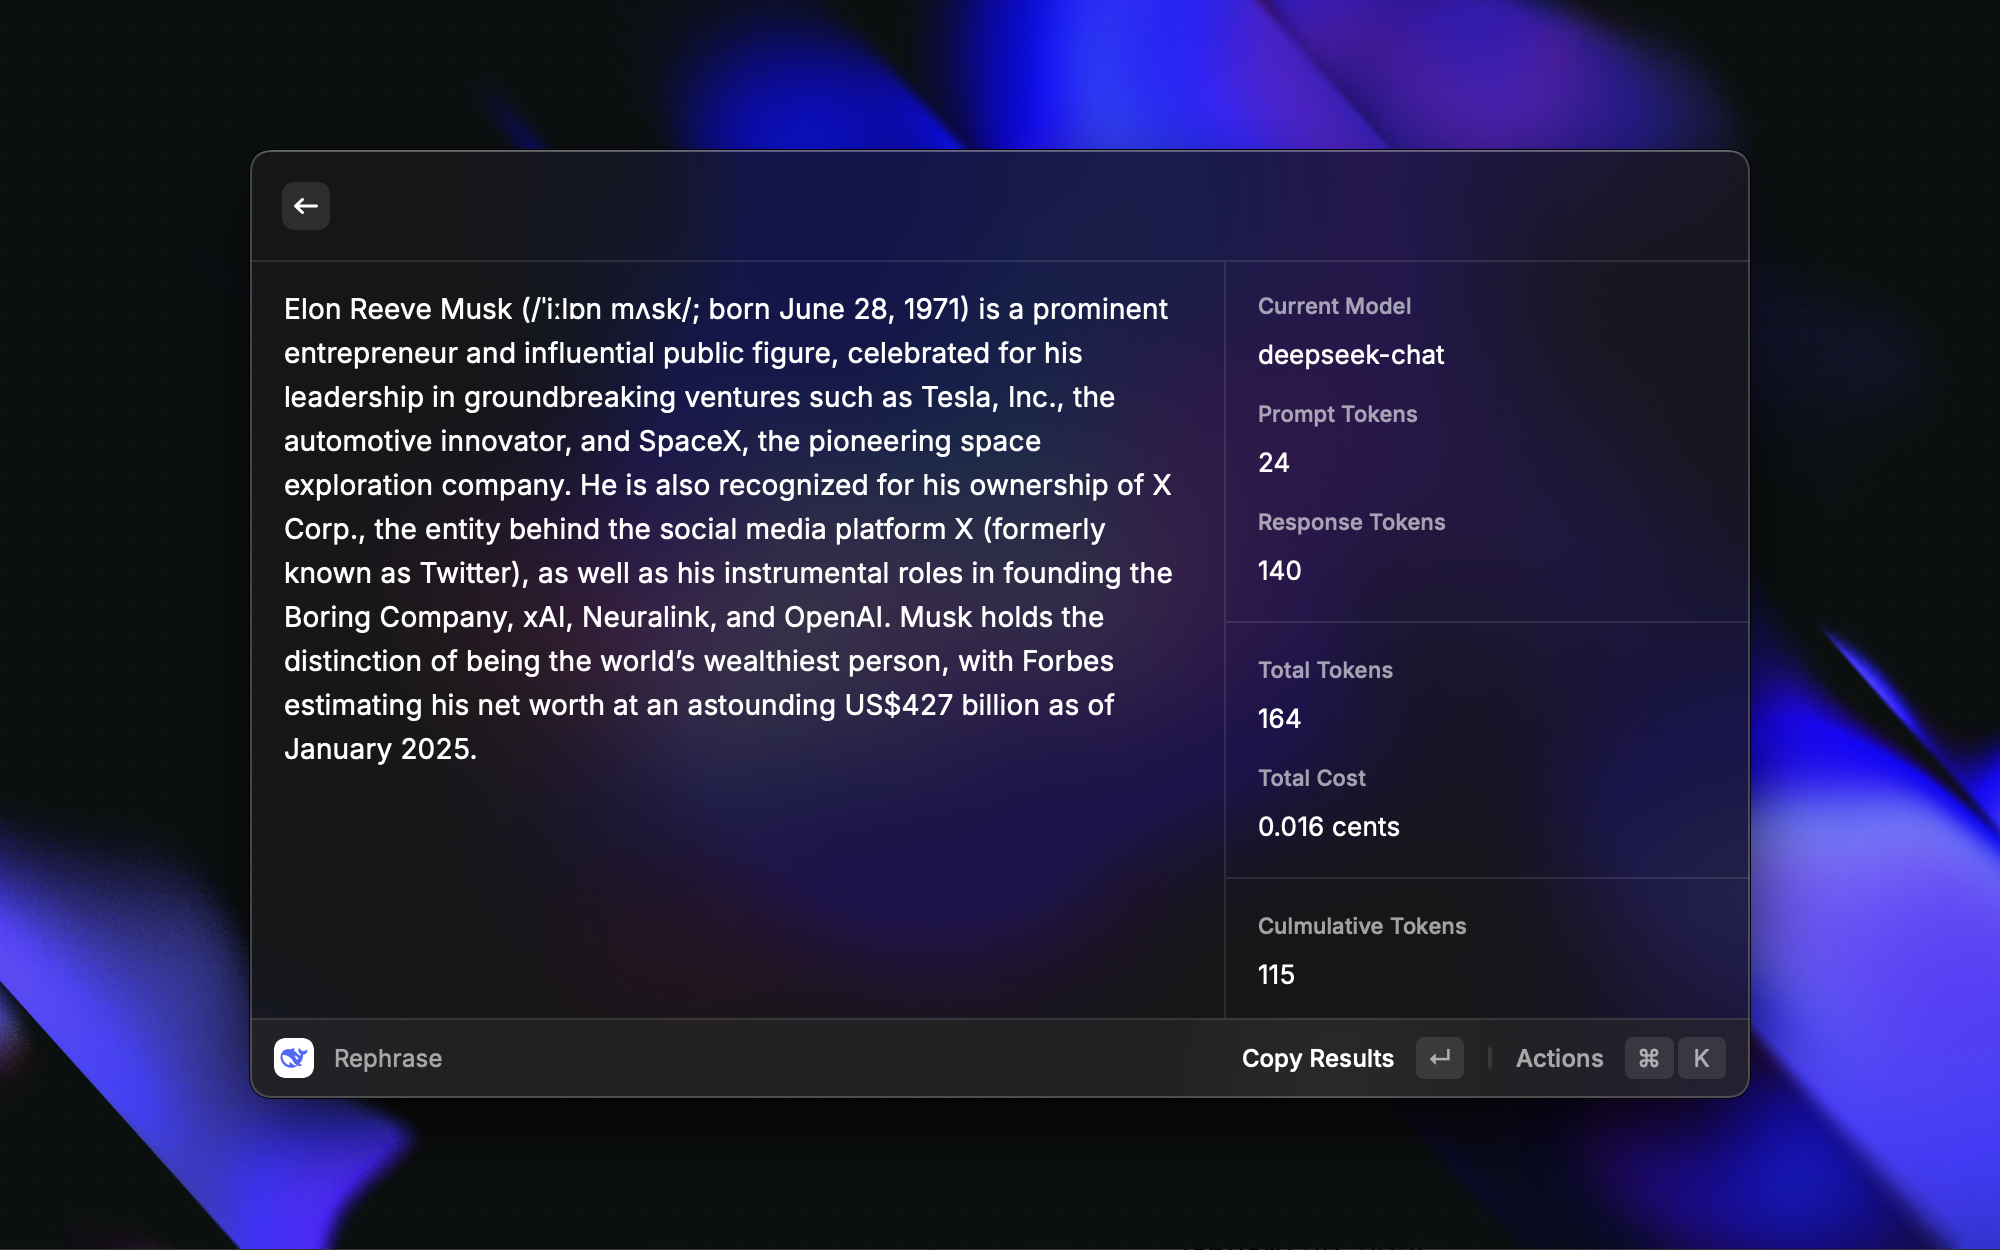 Elon Reeve Musk (/ˈiːlɒn mʌsk/; born June 28, 1971) is a prominent
entrepreneur and influential public figure, celebrated for his
leadership in groundbreaking ventures such as Tesla, Inc., the
automotive innovator, and SpaceX, the pioneering space
exploration company. He is also recognized for his ownership of X
Corp., the entity behind the social media platform X (formerly
known as Twitter), as well as his instrumental roles in founding the
Boring Company, xAI, Neuralink, and OpenAI. Musk holds the
distinction of being the world’s wealthiest person, with Forbes
estimating his net worth at an astounding US$427 billion as of
January 2025.
Current Model
deepseek-chat
Prompt Tokens
24
Response Tokens
140
Total Tokens
164
Total Cost
0.016 cents
Culmulative Tokens
115
Rephrase
Copy Results ↵ | Actions ⌘ K